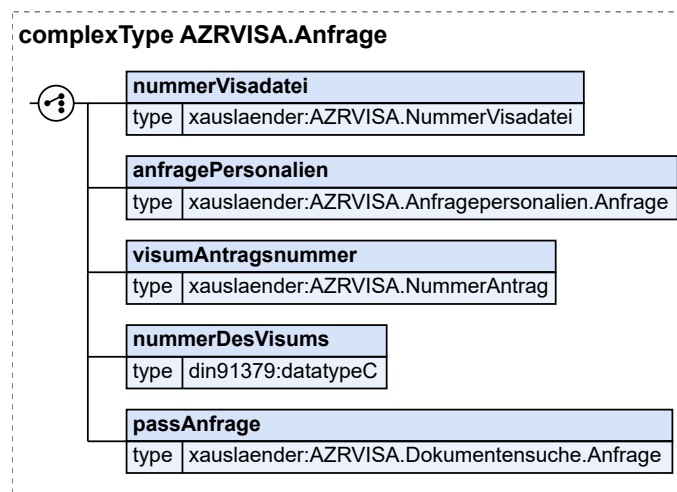 complexType AZRVISA.Anfrage
nummerVisadatei
type xauslaender:AZRVISA.NummerVisadatei
anfragePersonalien
type xauslaender:AZRVISA.Anfragepersonalien.Anfrage
visumAntragsnummer
type xauslaender:AZRVISA.NummerAntrag
nummerDesVisums
type din91379:datatypeC
passAnfrage
type xauslaender:AZRVISA.Dokumentensuche.Anfrage